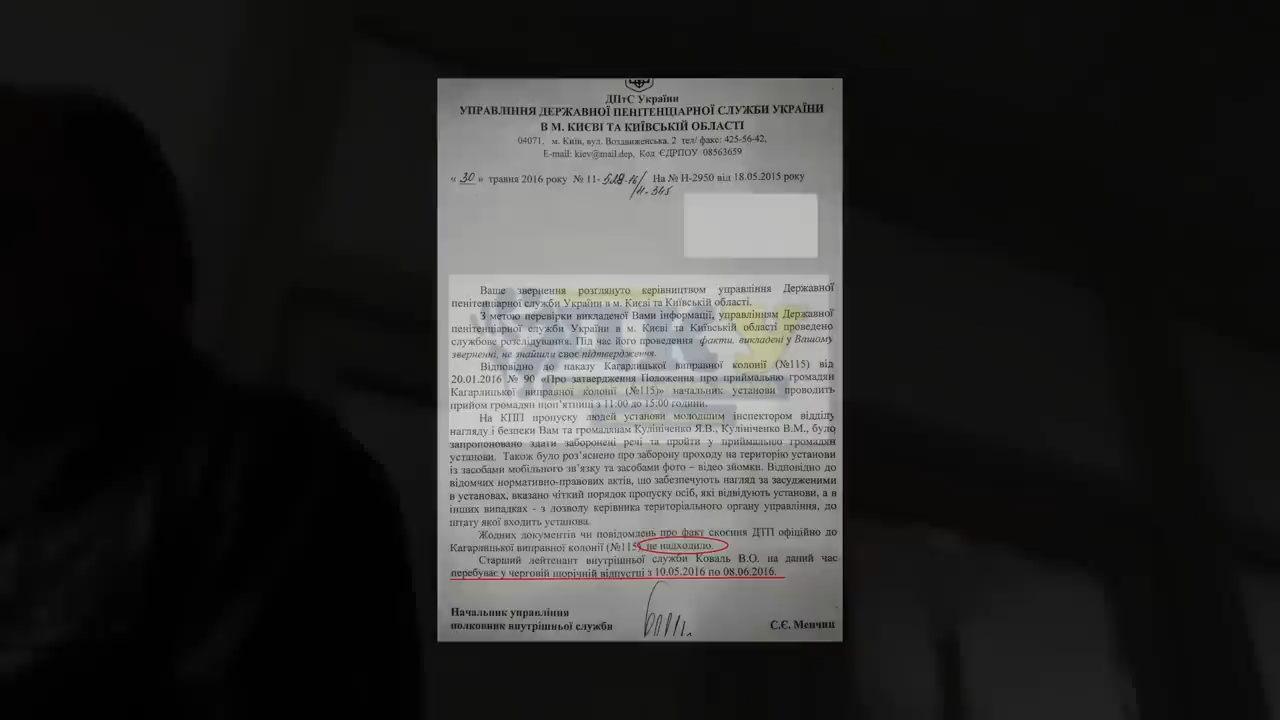 ДПтС України
УПРАВЛІННЯ ДЕРЖАВНОЇ ПЕНІТЕНЦІАРНОЇ СЛУЖБИ УКРАЇНИ
В М. КИЄВІ ТА КИЇВСЬКІЙ ОБЛАСТІ
04071, м. Київ, вул. Воздвиженська, 2 тел/ факс: 425-56-42,
E-mail: kiev@mail.dep, Код ЄДРПОУ 08563659
« 30 » травня 2016 року № 11- На № Н-2950 від 18.05.2015 року
Ваше звернення розглянуто керівництвом управління Державної
пенітенціарної служби України в м. Києві та Київській області.
З метою перевірки викладеної Вами інформації, управлінням Державної
пенітенціарної служби України в м. Києві та Київській області проведено
службове розслідування. Під час його проведення факти, викладені у Вашому
зверненні, не знайшли своє підтвердження.
Відповідно до наказу Кагарлицької виправної колонії (№115) від
20.01.2016 № 90 «Про затвердження Положення про приймальню громадян
Кагарлицької виправної колонії (№115)» начальник установи проводить
прийом громадян щоп’ятниці з 11:00 до 15:00 години.
На КПП пропуску людей установи молодшим інспектором відділу
нагляду і безпеки Вам та громадянам Кулініченко Я.В., Кулініченко В.М., було
запропоновано здати заборонені речі та пройти у приймальню громадян
установи. Також було роз’яснено про заборону проходу на територію установи
із засобами мобільного зв’язку та засобами фото – відео зйомки. Відповідно до
відомчих нормативно-правових актів, що забезпечують нагляд за засудженими
в установах, вказано чіткий порядок пропуску осіб, які відвідують установи, а в
інших випадках - з дозволу керівника територіального органу управління, до
штату якої входить установа.
Жодних документів чи повідомлень про факт скоєння ДТП офіційно до
Кагарлицької виправної колонії (№115) не надходило.
Старший лейтенант внутрішньої служби Коваль В.О. на даний час
перебуває у черговій щорічній відпустці з 10.05.2016 по 08.06.2016.
Начальник управління
полковник внутрішньої служби С.Є. Менчин